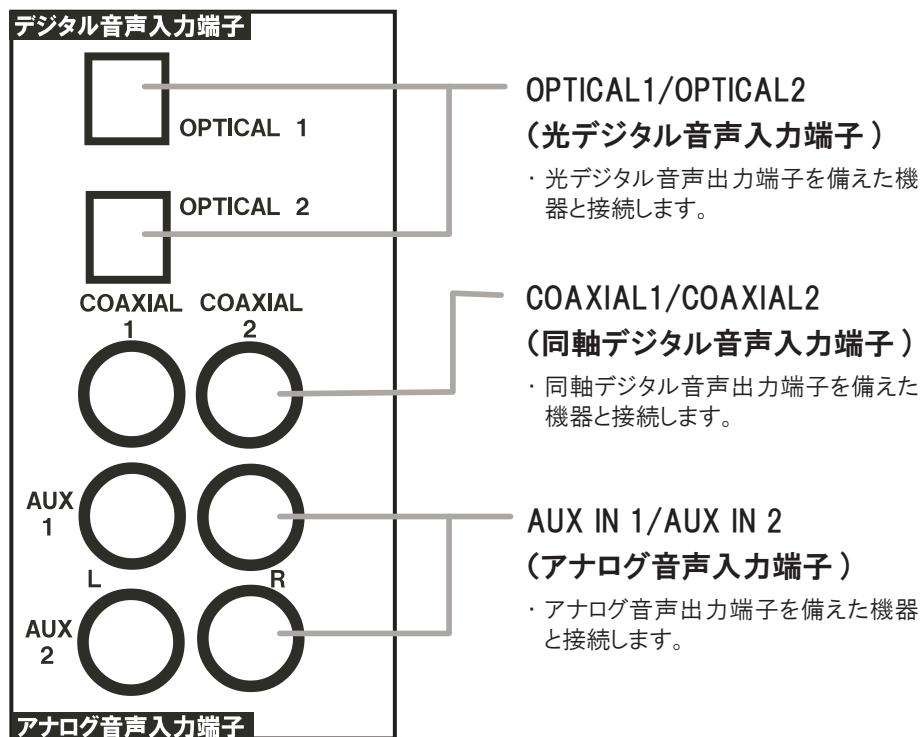 デジタル音声入力端子
OPTICAL 1
OPTICAL 2
COAXIAL COAXIAL
1 2
AUX
1
L R
AUX
2
アナログ音声入力端子
OPTICAL1/OPTICAL2
（光デジタル音声入力端子）
・光デジタル音声出力端子を備えた機
器と接続します。
COAXIAL1/COAXIAL2
（同軸デジタル音声入力端子）
・同軸デジタル音声出力端子を備えた
機器と接続します。
AUX IN 1/AUX IN 2
（アナログ音声入力端子）
・アナログ音声出力端子を備えた機器
と接続します。